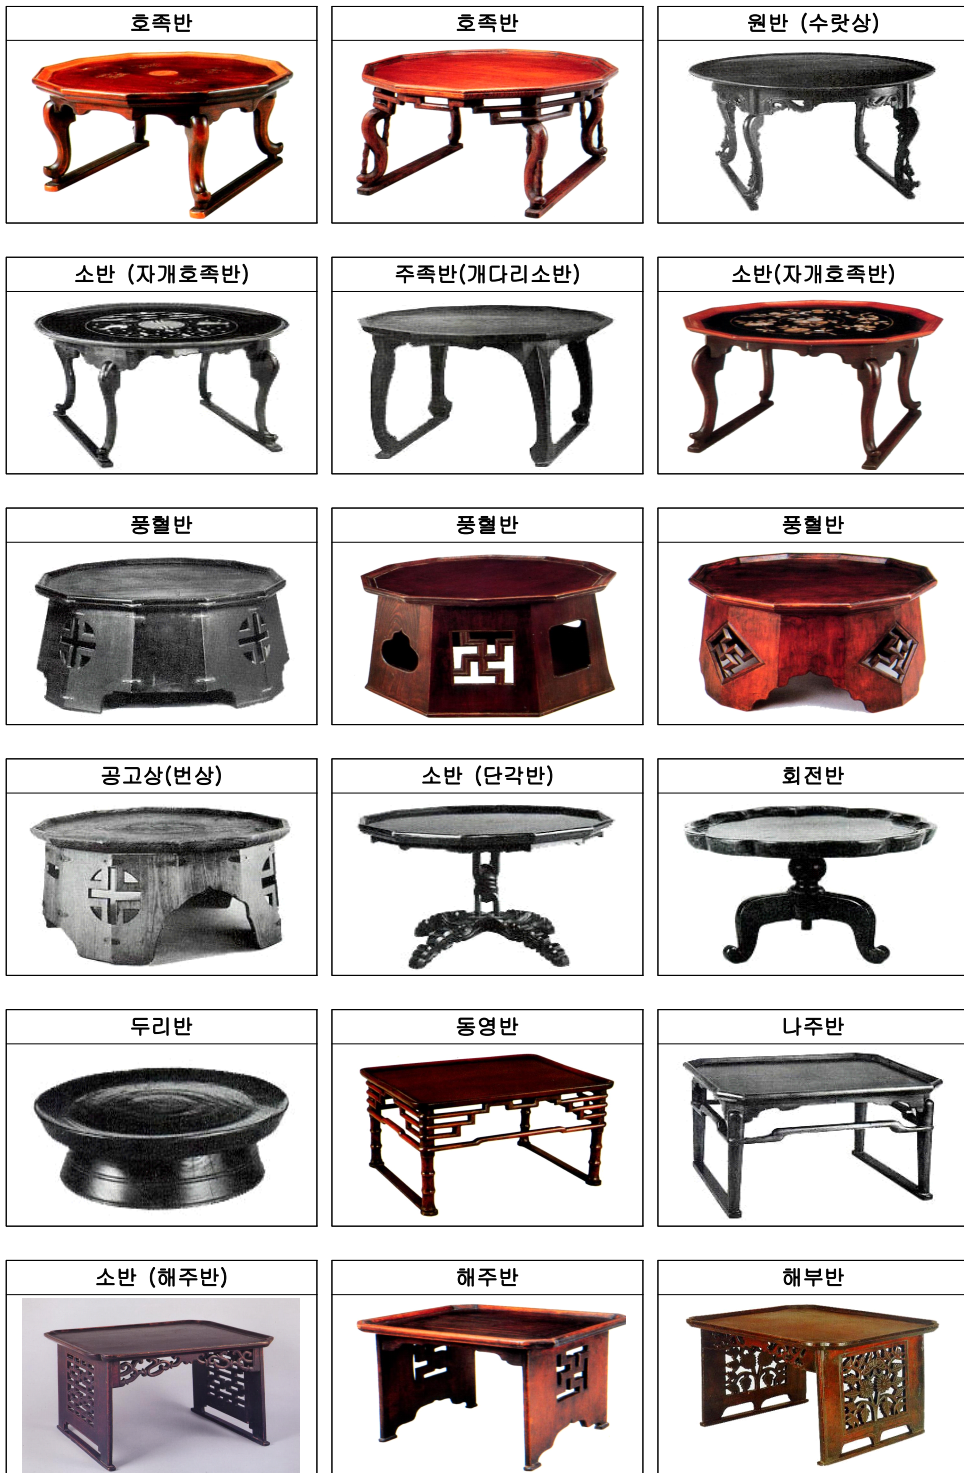 호족반
호족반
원반 (수랏상)
소반 (자개호족반)
주족반(개다리소반)
소반(자개호족반)
풍혈반
풍혈반
풍혈반
공고상(번상)
소반 (단각반)
회전반
두리반
동영반
나주반
소반 (해주반)
해주반
해부반